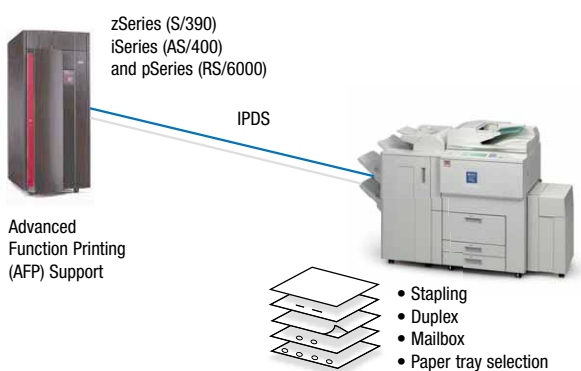 zSeries (S/390)
iSeries (AS/400)
and pSeries (RS/6000)
IPDS
Advanced
Function Printing
(AFP) Support
• Stapling
• Duplex
• Mailbox
• Paper tray selection